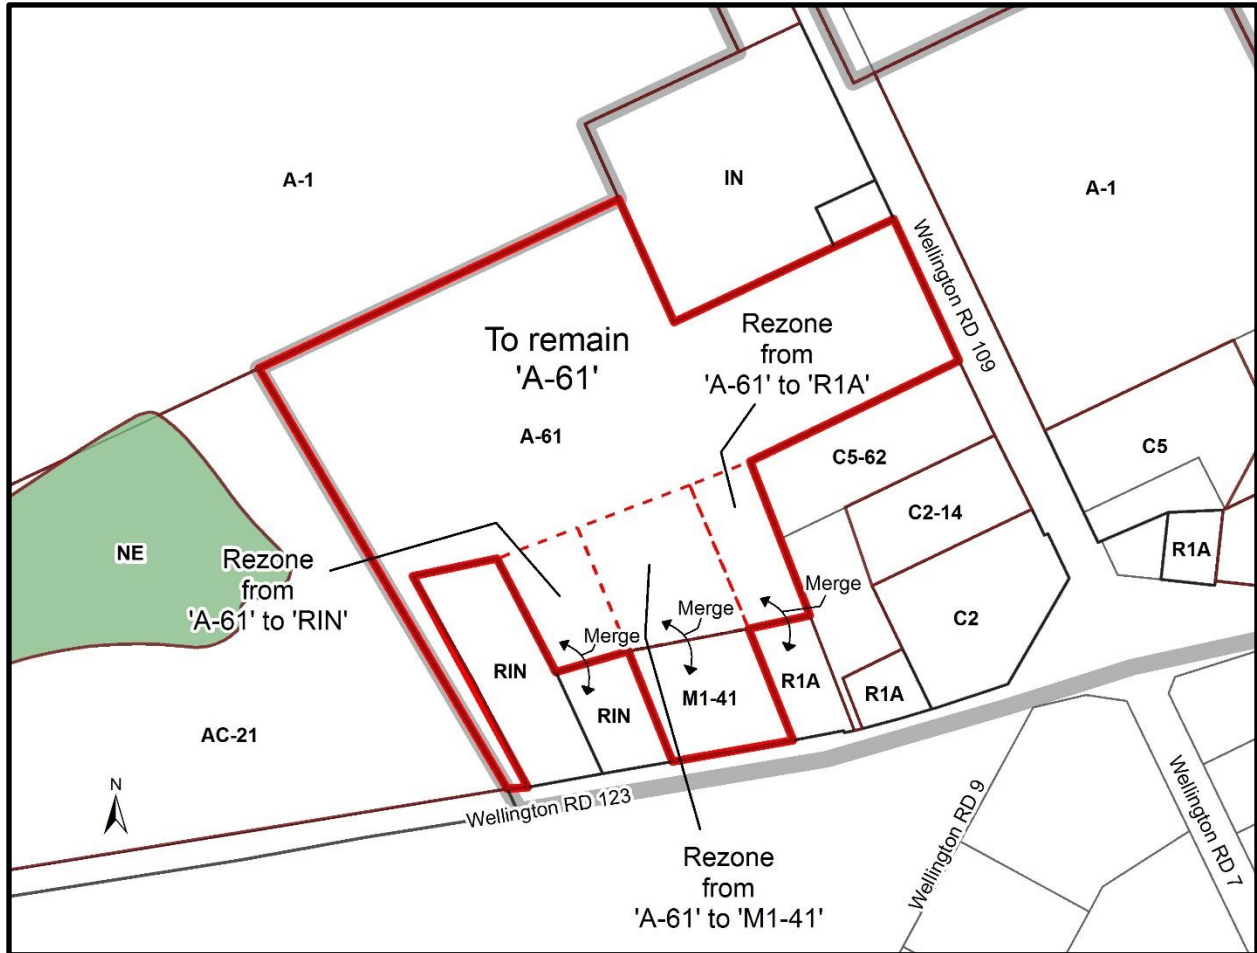 A-1
IN
A-1
Wellington RD 109
To remain
'A-61'
Rezone
from
'A-61' to 'R1A'
A-61
C5-62
C5
C2-14
R1A
NE
Rezone
from
'A-61' to 'RIN'
Merge
Merge
Merge
C2
RIN
RIN
M1-41
R1A
R1A
AC-21
N
Wellington RD 123
Wellington RD 9
Wellington RD 7
Rezone
from
'A-61' to 'M1-41'